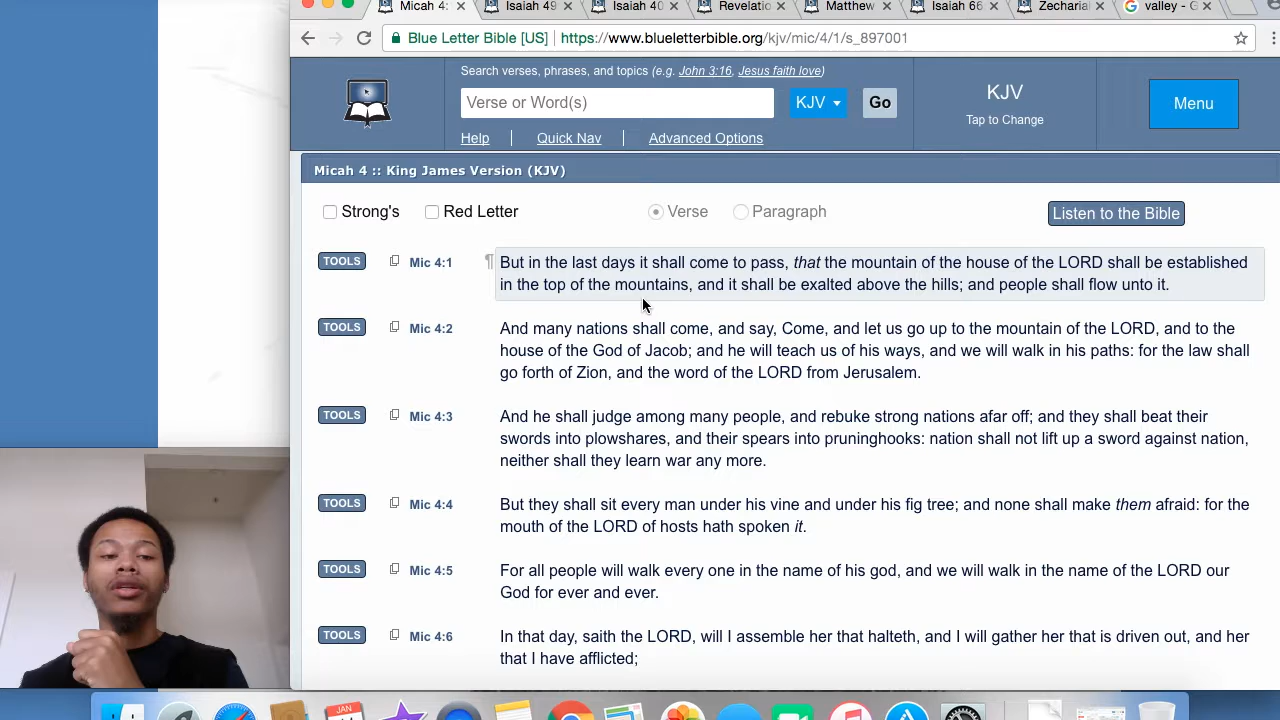 Micah 4:
Isaiah 49
Isaiah 40
Revelatio
Matthew
Isaiah 66
Zecharia
valley - G
Blue Letter Bible [US]
https://www.blueletterbible.org/kjv/mic/4/1/s_897001
Search verses, phrases, and topics (e.g. John 3:16, Jesus faith love)
Verse or Word(s)
KJV
Go
KJV
Tap to Change
Menu
Help
Quick Nav
Advanced Options
Micah 4 :: King James Version (KJV)
Strong's
Red Letter
Verse
Paragraph
Listen to the Bible
TOOLS Mic 4:1 ¶ But in the last days it shall come to pass, that the mountain of the house of the LORD shall be established
in the top of the mountains, and it shall be exalted above the hills; and people shall flow unto it.
TOOLS Mic 4:2 And many nations shall come, and say, Come, and let us go up to the mountain of the LORD, and to the
house of the God of Jacob; and he will teach us of his ways, and we will walk in his paths: for the law shall
go forth of Zion, and the word of the LORD from Jerusalem.
TOOLS Mic 4:3 And he shall judge among many people, and rebuke strong nations afar off; and they shall beat their
swords into plowshares, and their spears into pruninghooks: nation shall not lift up a sword against nation,
neither shall they learn war any more.
TOOLS Mic 4:4 But they shall sit every man under his vine and under his fig tree; and none shall make them afraid: for the
mouth of the LORD of hosts hath spoken it.
TOOLS Mic 4:5 For all people will walk every one in the name of his god, and we will walk in the name of the LORD our
God for ever and ever.
TOOLS Mic 4:6 In that day, saith the LORD, will I assemble her that halteth, and I will gather her that is driven out, and her
that I have afflicted;
JAN